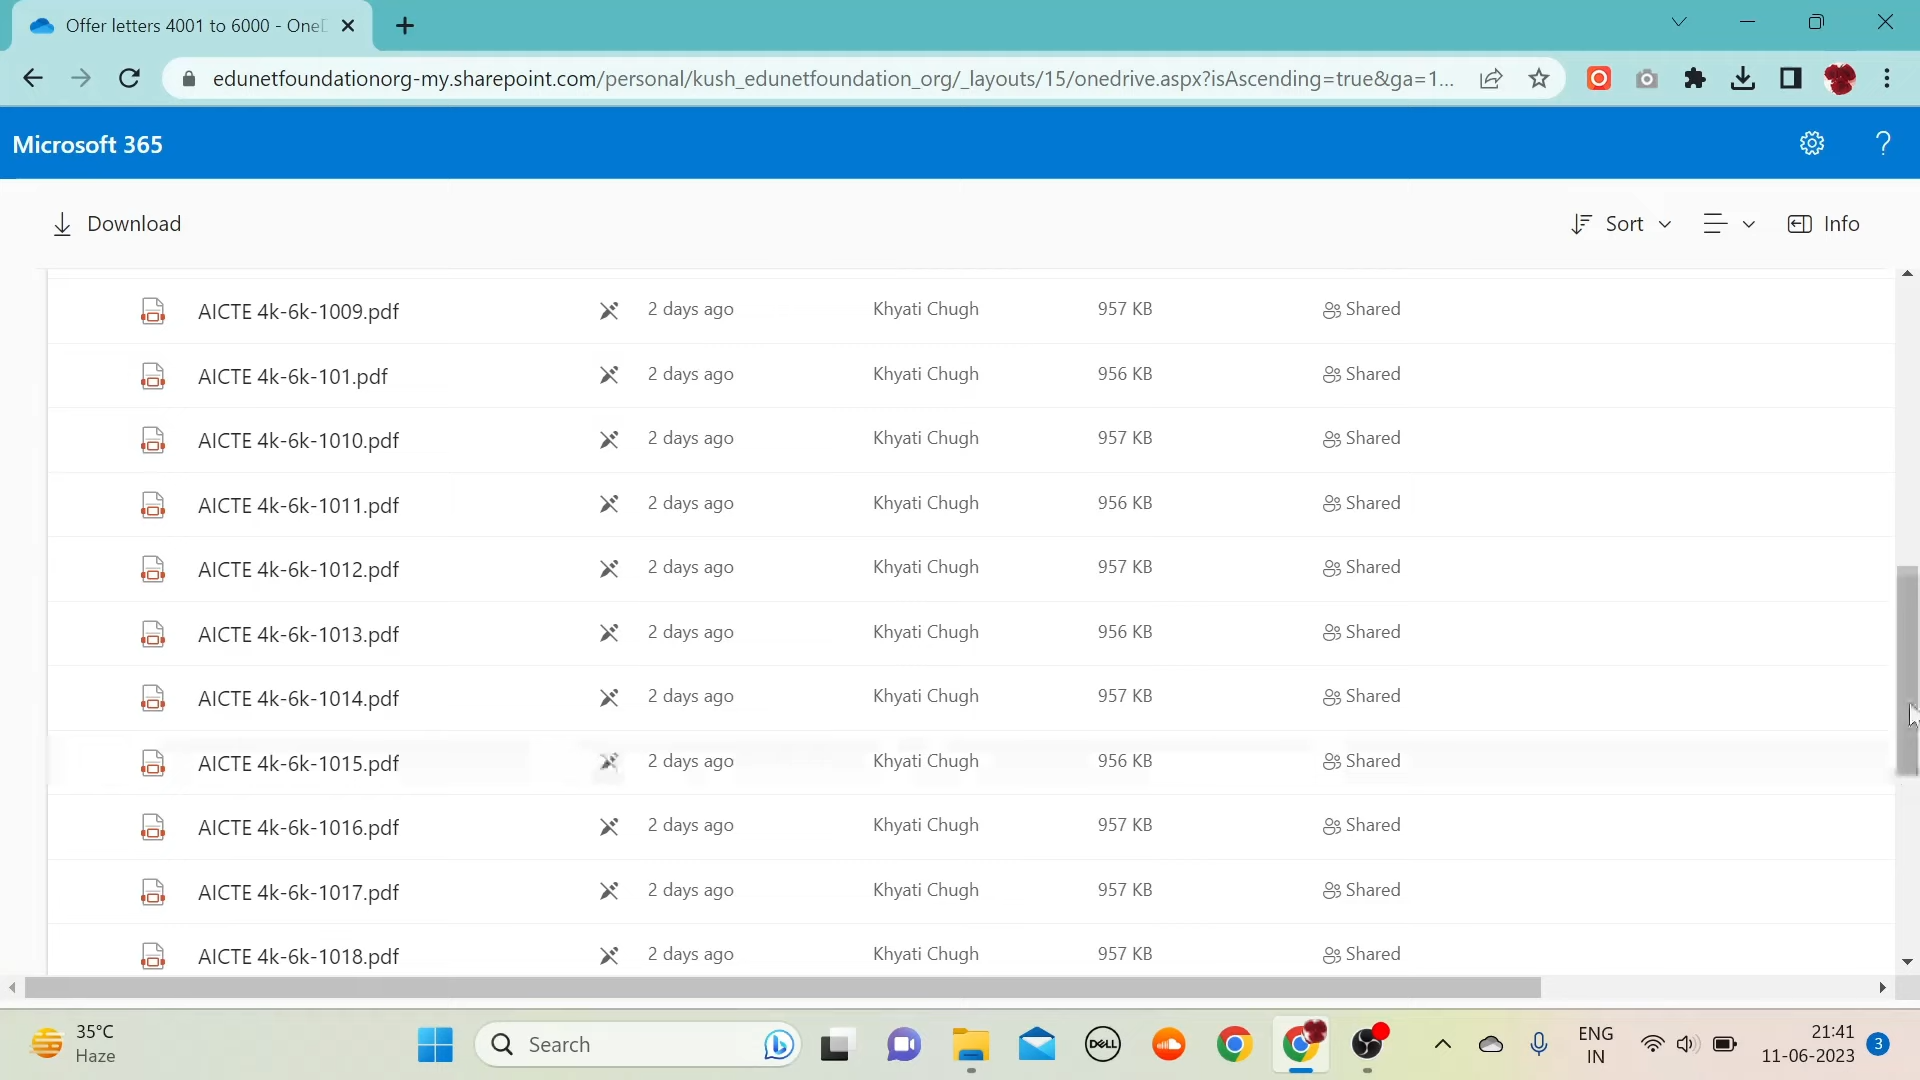 Offer letters 4001 to 6000 - OneD
edunetfoundationorg-my.sharepoint.com/personal/kush_edunetfoundation_org/_layouts/15/onedrive.aspx?isAscending=true&ga=1...
Microsoft 365
?
Download
Sort
Info
AICTE 4k-6k-1009.pdf 2 days ago Khyati Chugh 957 KB Shared
AICTE 4k-6k-101.pdf 2 days ago Khyati Chugh 956 KB Shared
AICTE 4k-6k-1010.pdf 2 days ago Khyati Chugh 957 KB Shared
AICTE 4k-6k-1011.pdf 2 days ago Khyati Chugh 956 KB Shared
AICTE 4k-6k-1012.pdf 2 days ago Khyati Chugh 957 KB Shared
AICTE 4k-6k-1013.pdf 2 days ago Khyati Chugh 956 KB Shared
AICTE 4k-6k-1014.pdf 2 days ago Khyati Chugh 957 KB Shared
AICTE 4k-6k-1015.pdf 2 days ago Khyati Chugh 956 KB Shared
AICTE 4k-6k-1016.pdf 2 days ago Khyati Chugh 957 KB Shared
AICTE 4k-6k-1017.pdf 2 days ago Khyati Chugh 957 KB Shared
AICTE 4k-6k-1018.pdf 2 days ago Khyati Chugh 957 KB Shared
35°C
Haze
Search
DELL
ENG
IN
21:41
11-06-2023
3